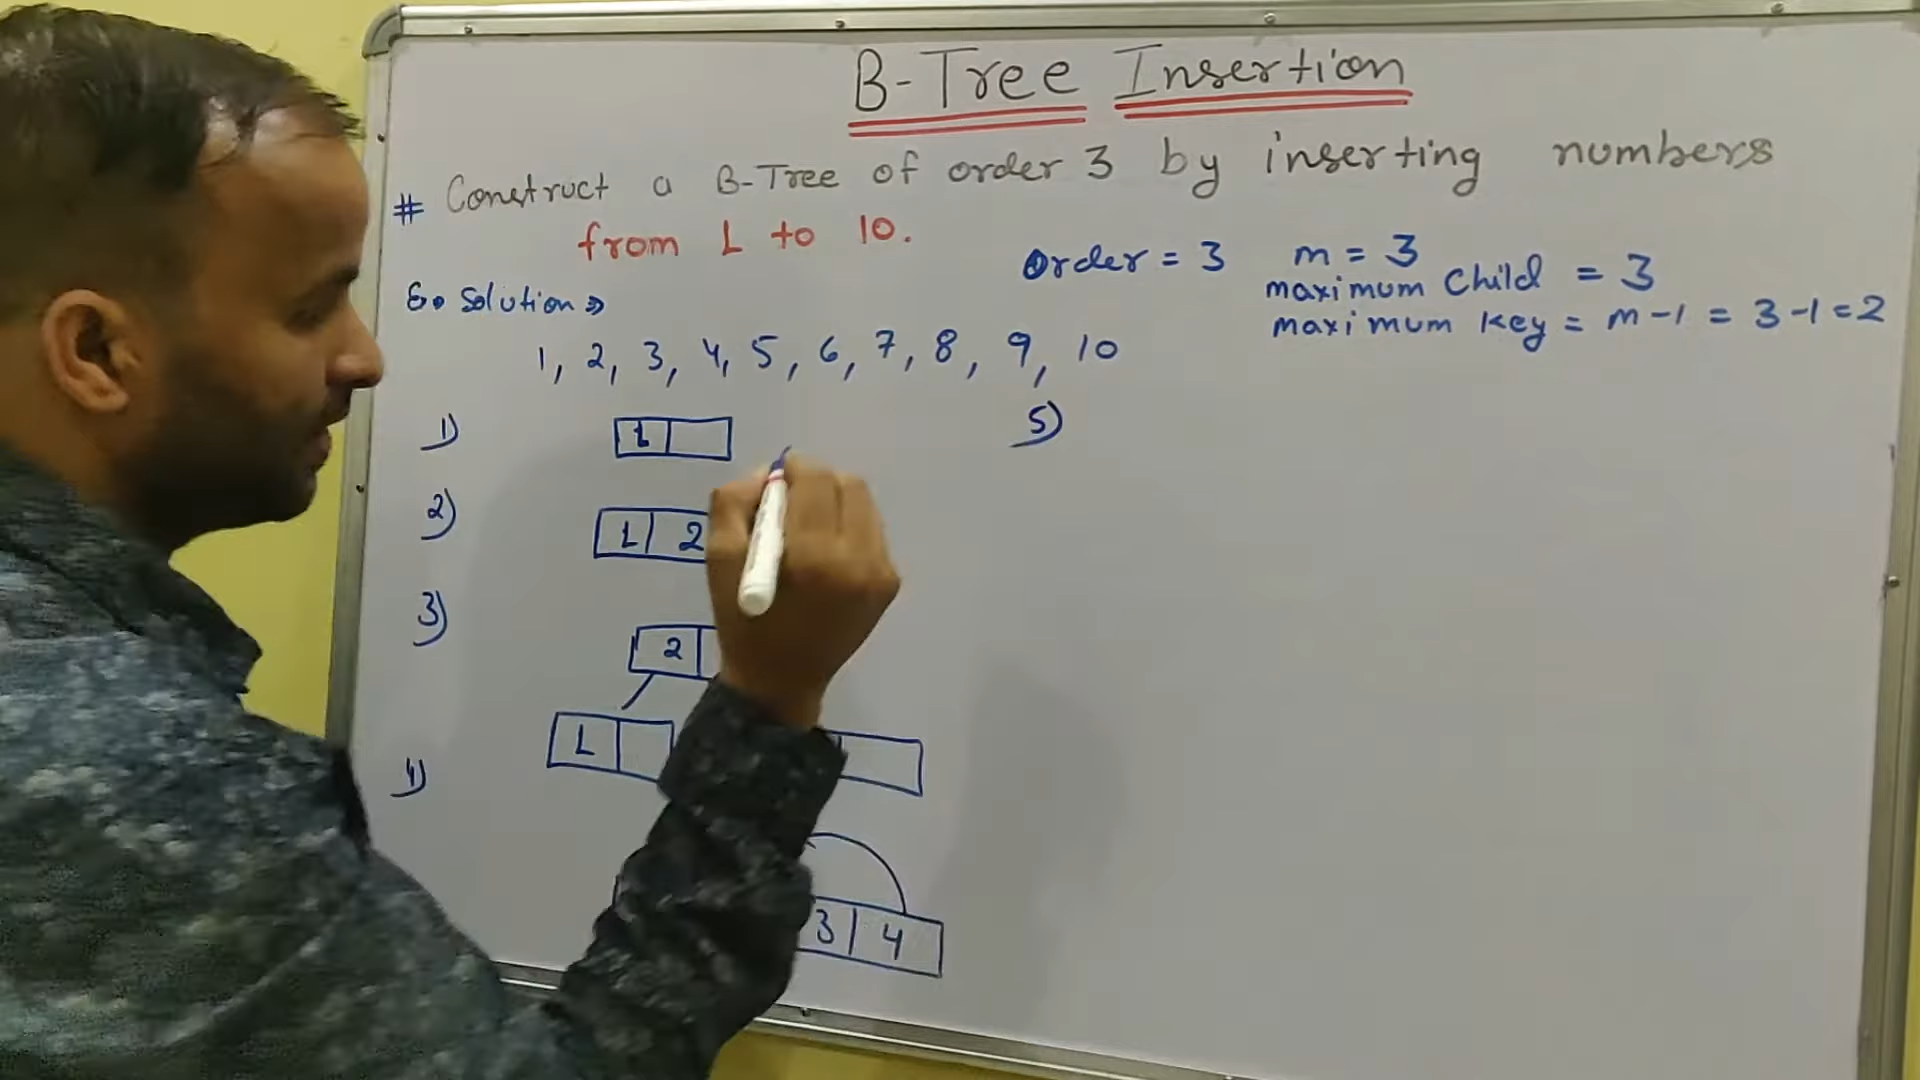 B-Tree Insertion
# Construct a B-Tree of order 3 by inserting numbers
from 1 to 10.
Order = 3 m = 3
maximum Child = 3
maximum key = m-1 = 3-1=2
Solution ⇒
1, 2, 3, 4, 5, 6, 7, 8, 9, 10
1) 1
2) 1 2
3) 2
1
4)
3 4
5)